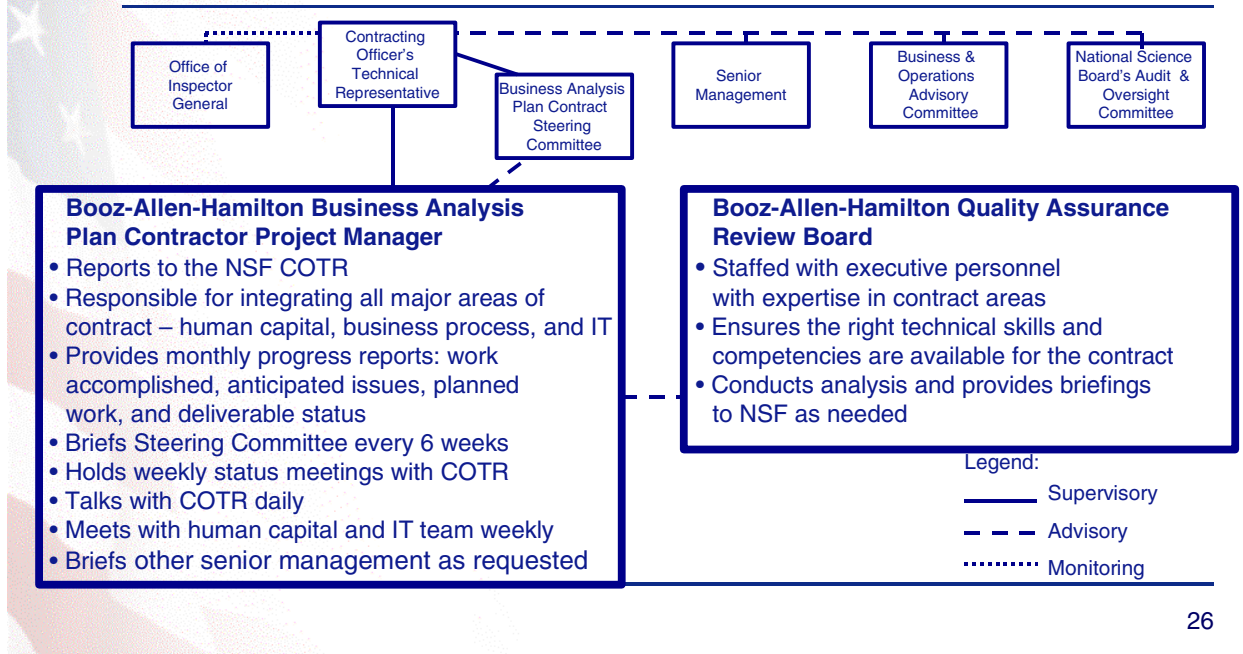 Office of
Inspector
General
Contracting
Officer's
Technical
Representative
Business Analysis
Plan Contract
Steering
Committee
Senior
Management
Business &
Operations
Advisory
Committee
National Science
Board's Audit &
Oversight
Committee
Booz-Allen-Hamilton Business Analysis
Plan Contractor Project Manager
• Reports to the NSF COTR
• Responsible for integrating all major areas of
contract – human capital, business process, and IT
• Provides monthly progress reports: work
accomplished, anticipated issues, planned
work, and deliverable status
• Briefs Steering Committee every 6 weeks
• Holds weekly status meetings with COTR
• Talks with COTR daily
• Meets with human capital and IT team weekly
• Briefs other senior management as requested
Booz-Allen-Hamilton Quality Assurance
Review Board
• Staffed with executive personnel
with expertise in contract areas
• Ensures the right technical skills and
competencies are available for the contract
• Conducts analysis and provides briefings
to NSF as needed
Legend:
Supervisory
Advisory
Monitoring
26